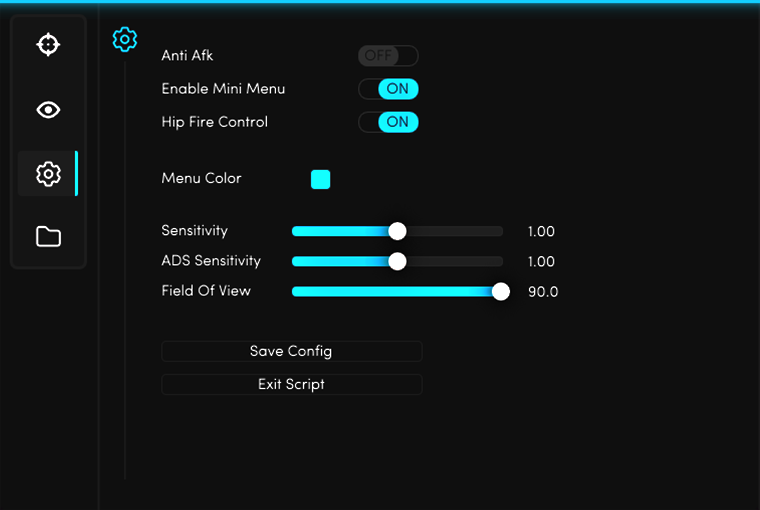 Anti Afk OFF
Enable Mini Menu ON
Hip Fire Control ON
Menu Color
Sensitivity 1.00
ADS Sensitivity 1.00
Field Of View 90.0
Save Config
Exit Script